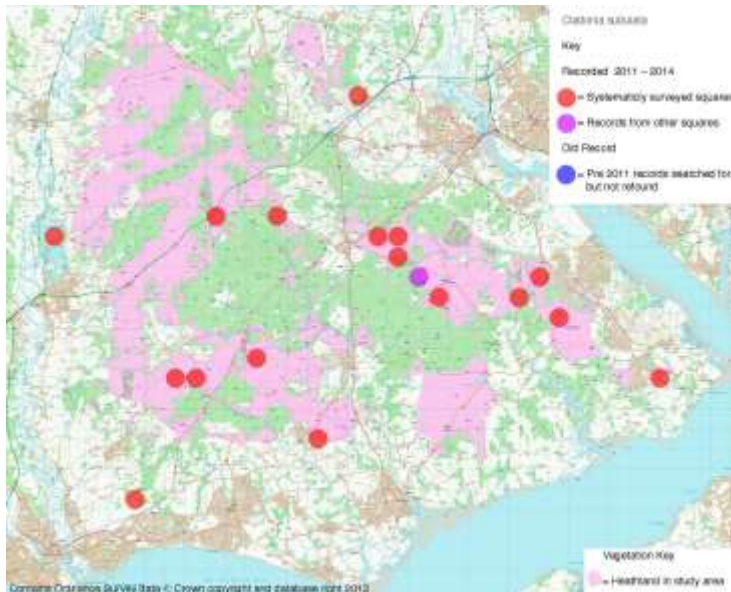 Cladonia subulata
Key
Recorded 2011 – 2014
= Systematicly surveyed squares
= Records from other squares
Old Record
= Pre 2011 records searched for
but not refound
Vegetation Key
= Heathland in study area
Contains Ordnance Survey data © Crown copyright and database right 2013